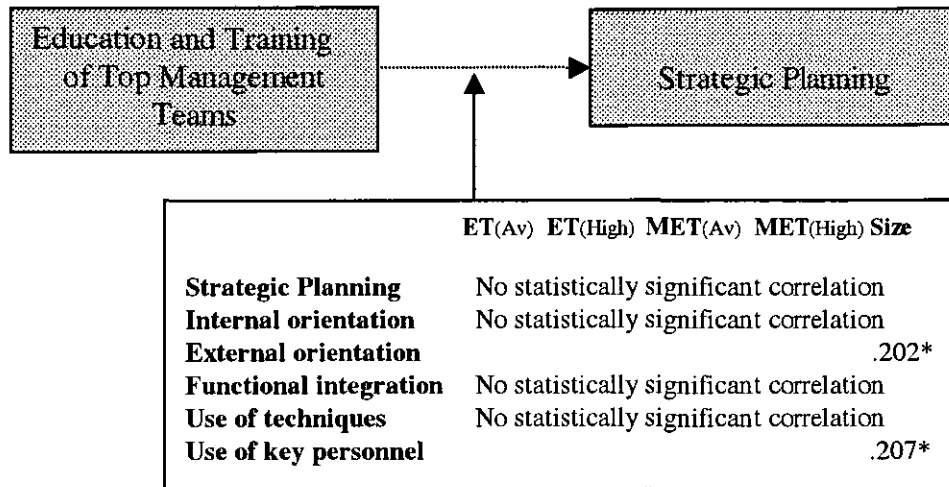 Education and Training
of Top Management
Teams
Strategic Planning
ET(Av) ET(High) MET(Av) MET(High) Size
Strategic Planning No statistically significant correlation
Internal orientation No statistically significant correlation
External orientation .202*
Functional integration No statistically significant correlation
Use of techniques No statistically significant correlation
Use of key personnel .207*